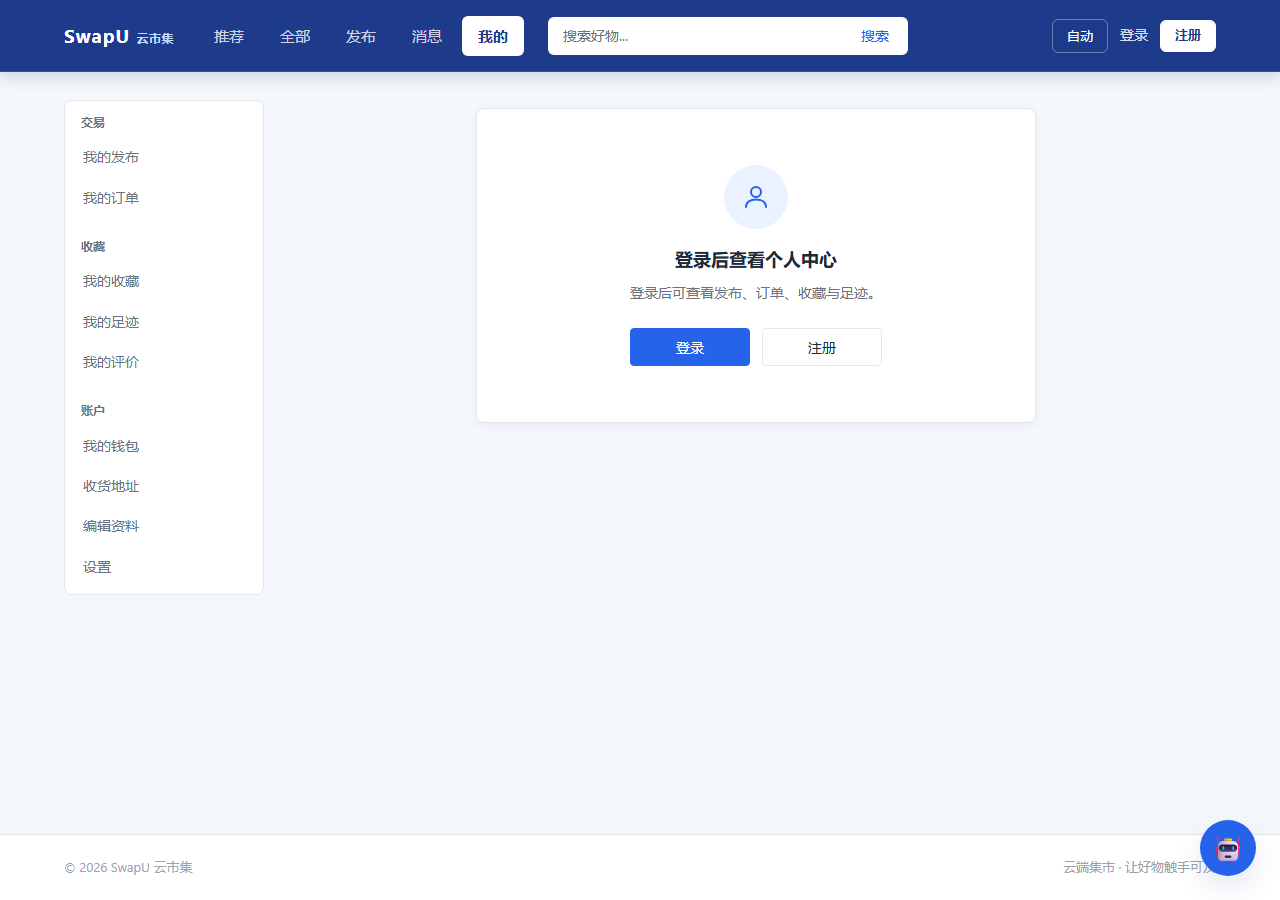 SwapU 云市集 推荐 全部 发布 消息 我的 搜索好物... 搜索 自动 登录 注册
交易
我的发布
我的订单
收藏
我的收藏
我的足迹
我的评价
账户
我的钱包
收货地址
编辑资料
设置
登录后查看个人中心
登录后可查看发布、订单、收藏与足迹。
登录 注册
© 2026 SwapU 云市集 云端集市 · 让好物触手可